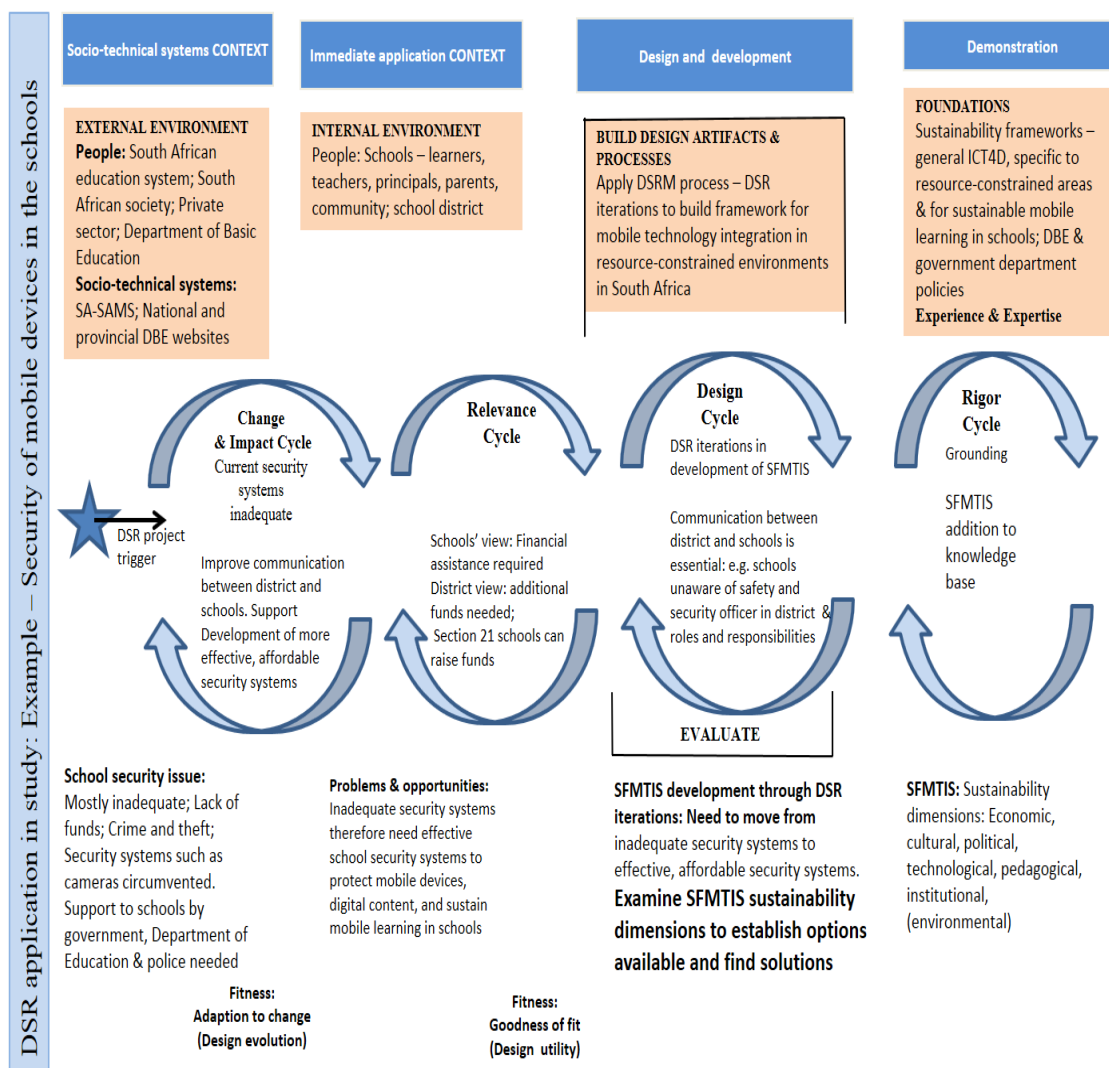 DSR application in study: Example – Security of mobile devices in the schools
Socio-technical systems CONTEXT
Immediate application CONTEXT
Design and development
Demonstration
EXTERNAL ENVIRONMENT
People: South African
education system; South
African society; Private
sector; Department of Basic
Education
Socio-technical systems:
SA-SAMS; National and
provincial DBE websites
INTERNAL ENVIRONMENT
People: Schools – learners,
teachers, principals, parents,
community; school district
BUILD DESIGN ARTIFACTS &
PROCESSES
Apply DSRM process – DSR
iterations to build framework for
mobile technology integration in
resource-constrained environments
in South Africa
FOUNDATIONS
Sustainability frameworks –
general ICT4D, specific to
resource-constrained areas
& for sustainable mobile
learning in schools; DBE &
government department
policies
Experience & Expertise
DSR project
trigger
Change
& Impact Cycle
Current security
systems
inadequate
Improve communication
between district and
schools. Support
Development of more
effective, affordable
security systems
Relevance
Cycle
Schools’ view: Financial
assistance required
District view: additional
funds needed;
Section 21 schools can
raise funds
Design
Cycle
DSR iterations in
development of SFMTIS
Communication between
district and schools is
essential: e.g. schools
unaware of safety and
security officer in district &
roles and responsibilities
EVALUATE
Rigor
Cycle
Grounding
SFMTIS
addition to
knowledge
base
School security issue:
Mostly inadequate; Lack of
funds; Crime and theft;
Security systems such as
cameras circumvented.
Support to schools by
government, Department of
Education & police needed
Problems & opportunities:
Inadequate security systems
therefore need effective
school security systems to
protect mobile devices,
digital content, and sustain
mobile learning in schools
SFMTIS development through DSR
iterations: Need to move from
inadequate security systems to
effective, affordable security systems.
Examine SFMTIS sustainability
dimensions to establish options
available and find solutions
SFMTIS: Sustainability
dimensions: Economic,
cultural, political,
technological, pedagogical,
institutional,
(environmental)
Fitness:
Adaption to change
(Design evolution)
Fitness:
Goodness of fit
(Design utility)